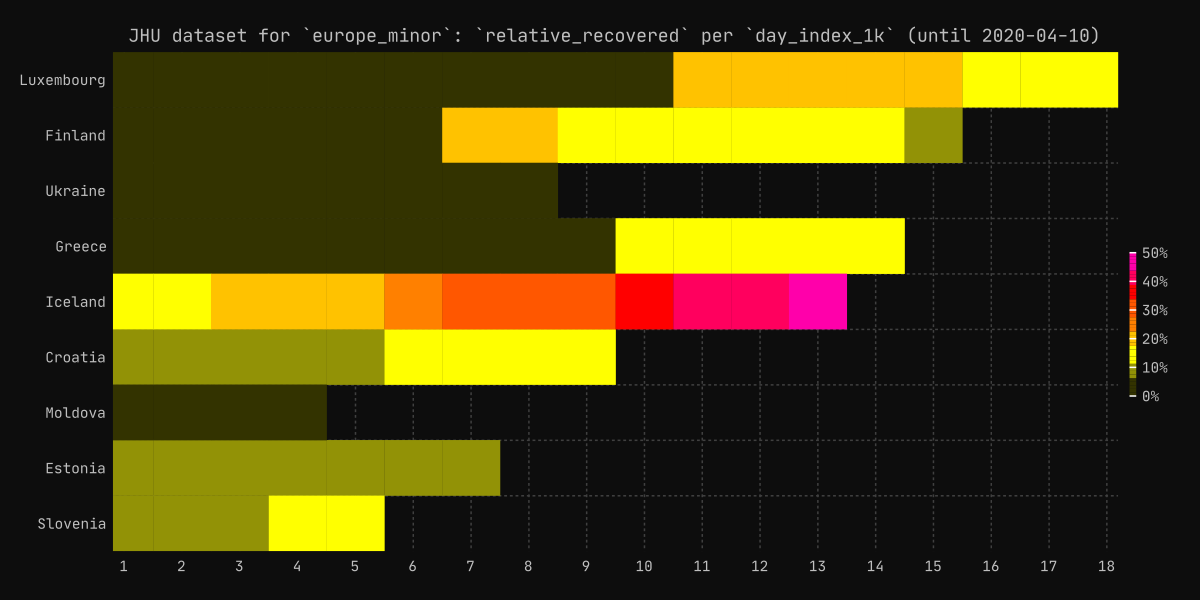 JHU dataset for `europe_minor`: `relative_recovered` per `day_index_1k` (until 2020-04-10)
Luxembourg
Finland
Ukraine
Greece
Iceland
Croatia
Moldova
Estonia
Slovenia
1 2 3 4 5 6 7 8 9 10 11 12 13 14 15 16 17 18
50%
40%
30%
20%
10%
0%